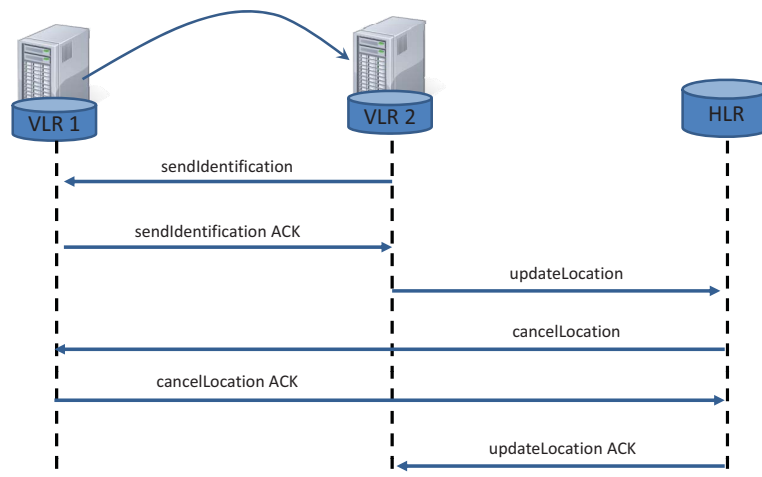 VLR 1
VLR 2
HLR
sendIdentification
sendIdentification ACK
updateLocation
cancelLocation
cancelLocation ACK
updateLocation ACK